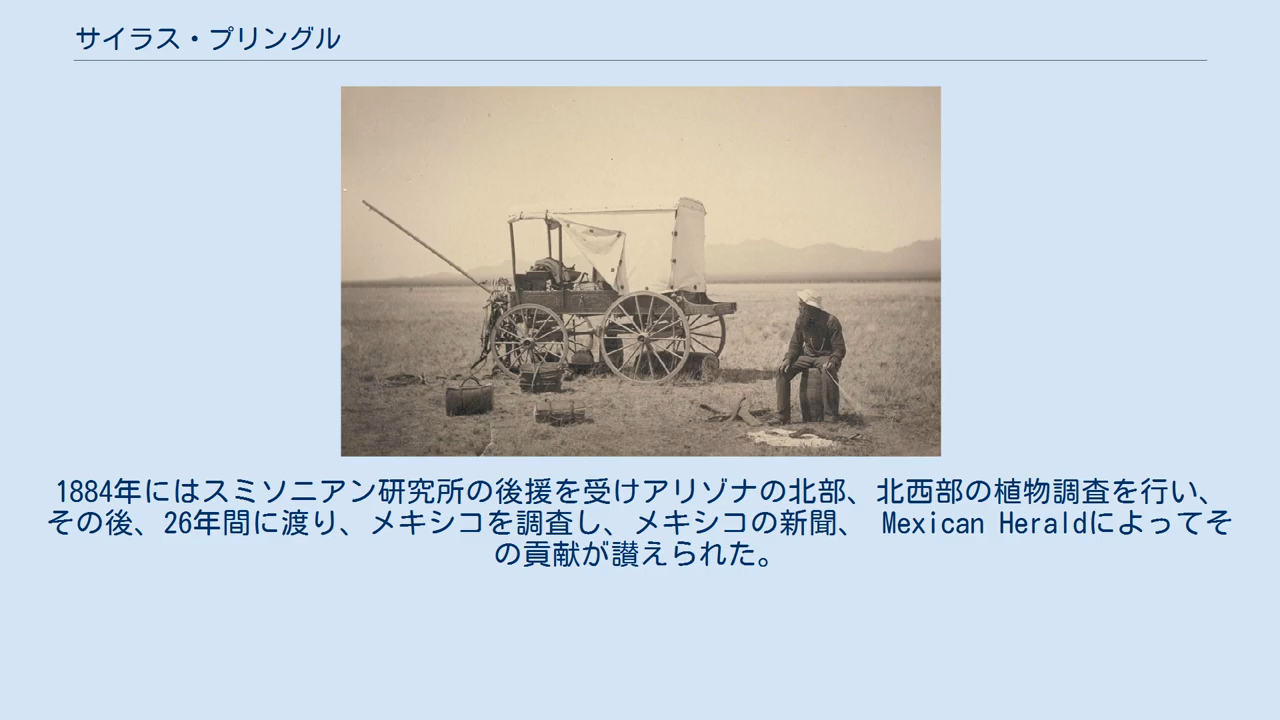 サイラス・プリングル
1884年にはスミソニアン研究所の後援を受けアリゾナの北部、北西部の植物調査を行い、
その後、26年間に渡り、メキシコを調査し、メキシコの新聞、 Mexican Heraldによってそ
の貢献が讃えられた。